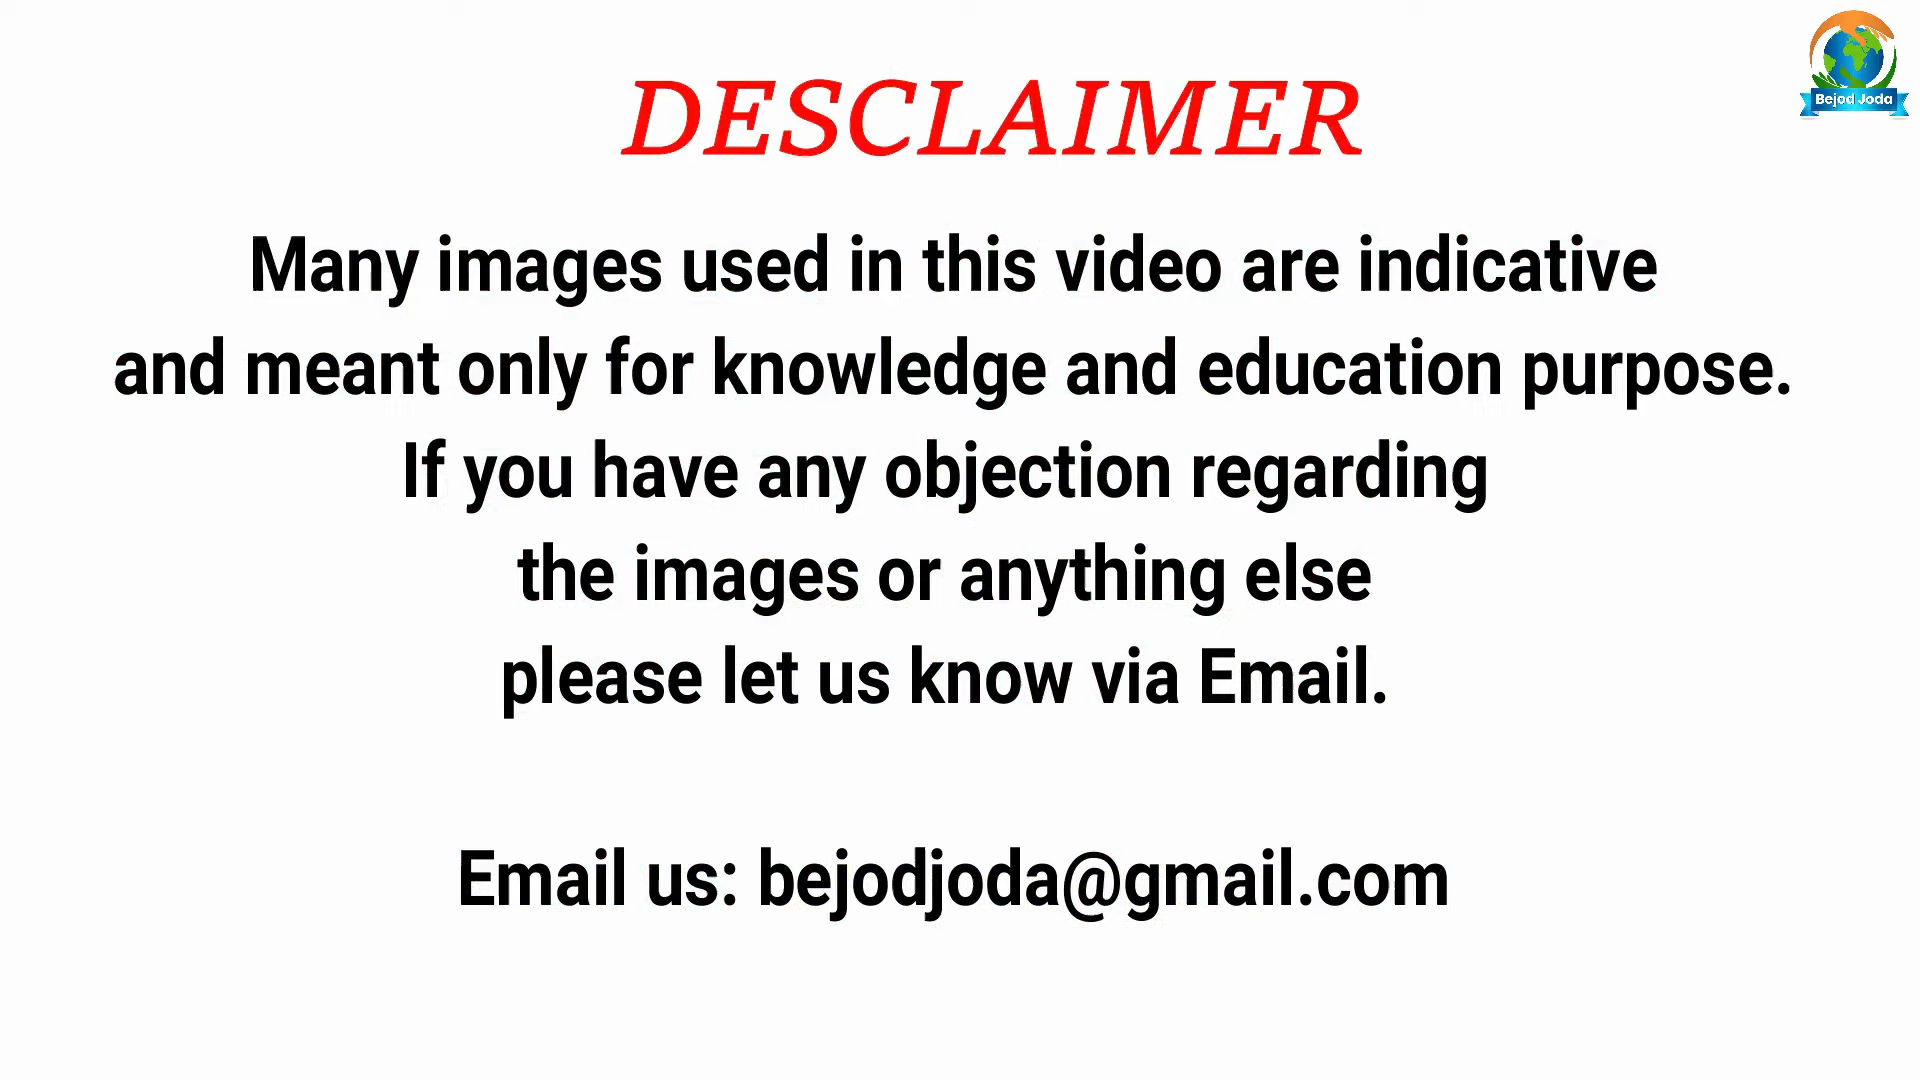 Bejod Joda
DESCLAIMER
Many images used in this video are indicative
and meant only for knowledge and education purpose.
If you have any objection regarding
the images or anything else
please let us know via Email.
Email us: bejodjoda@gmail.com